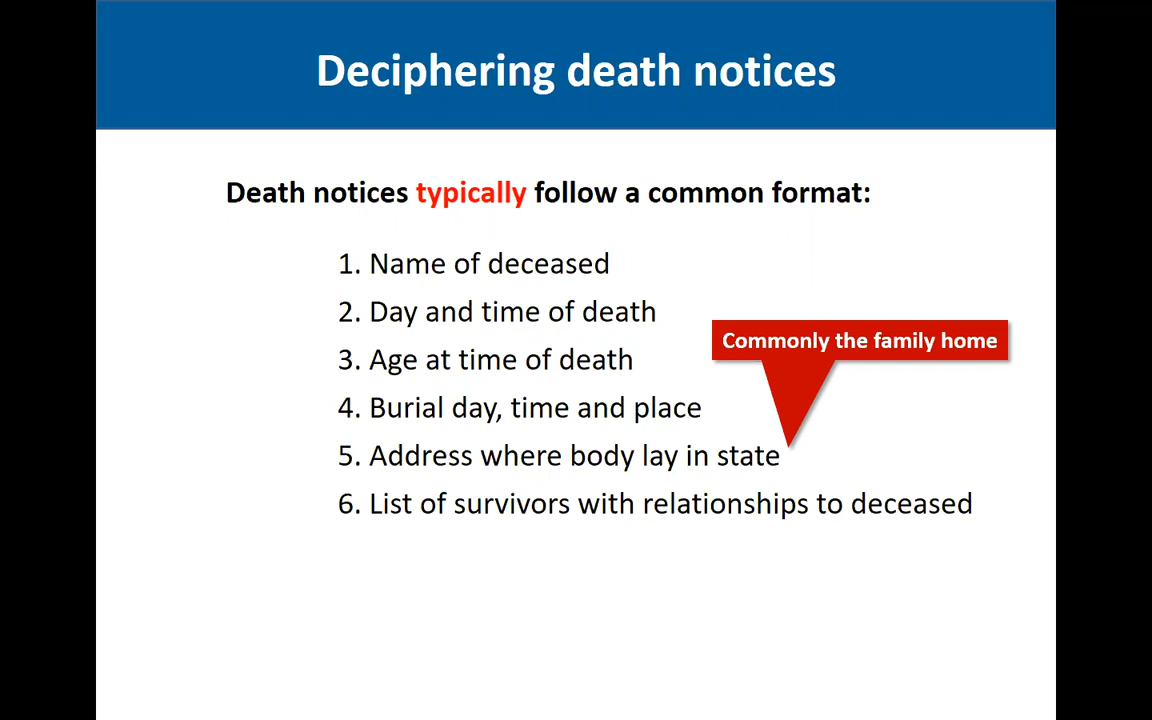 Deciphering death notices
Death notices typically follow a common format:
1. Name of deceased
2. Day and time of death
Commonly the family home
3. Age at time of death
4. Burial day, time and place
5. Address where body lay in state
6. List of survivors with relationships to deceased